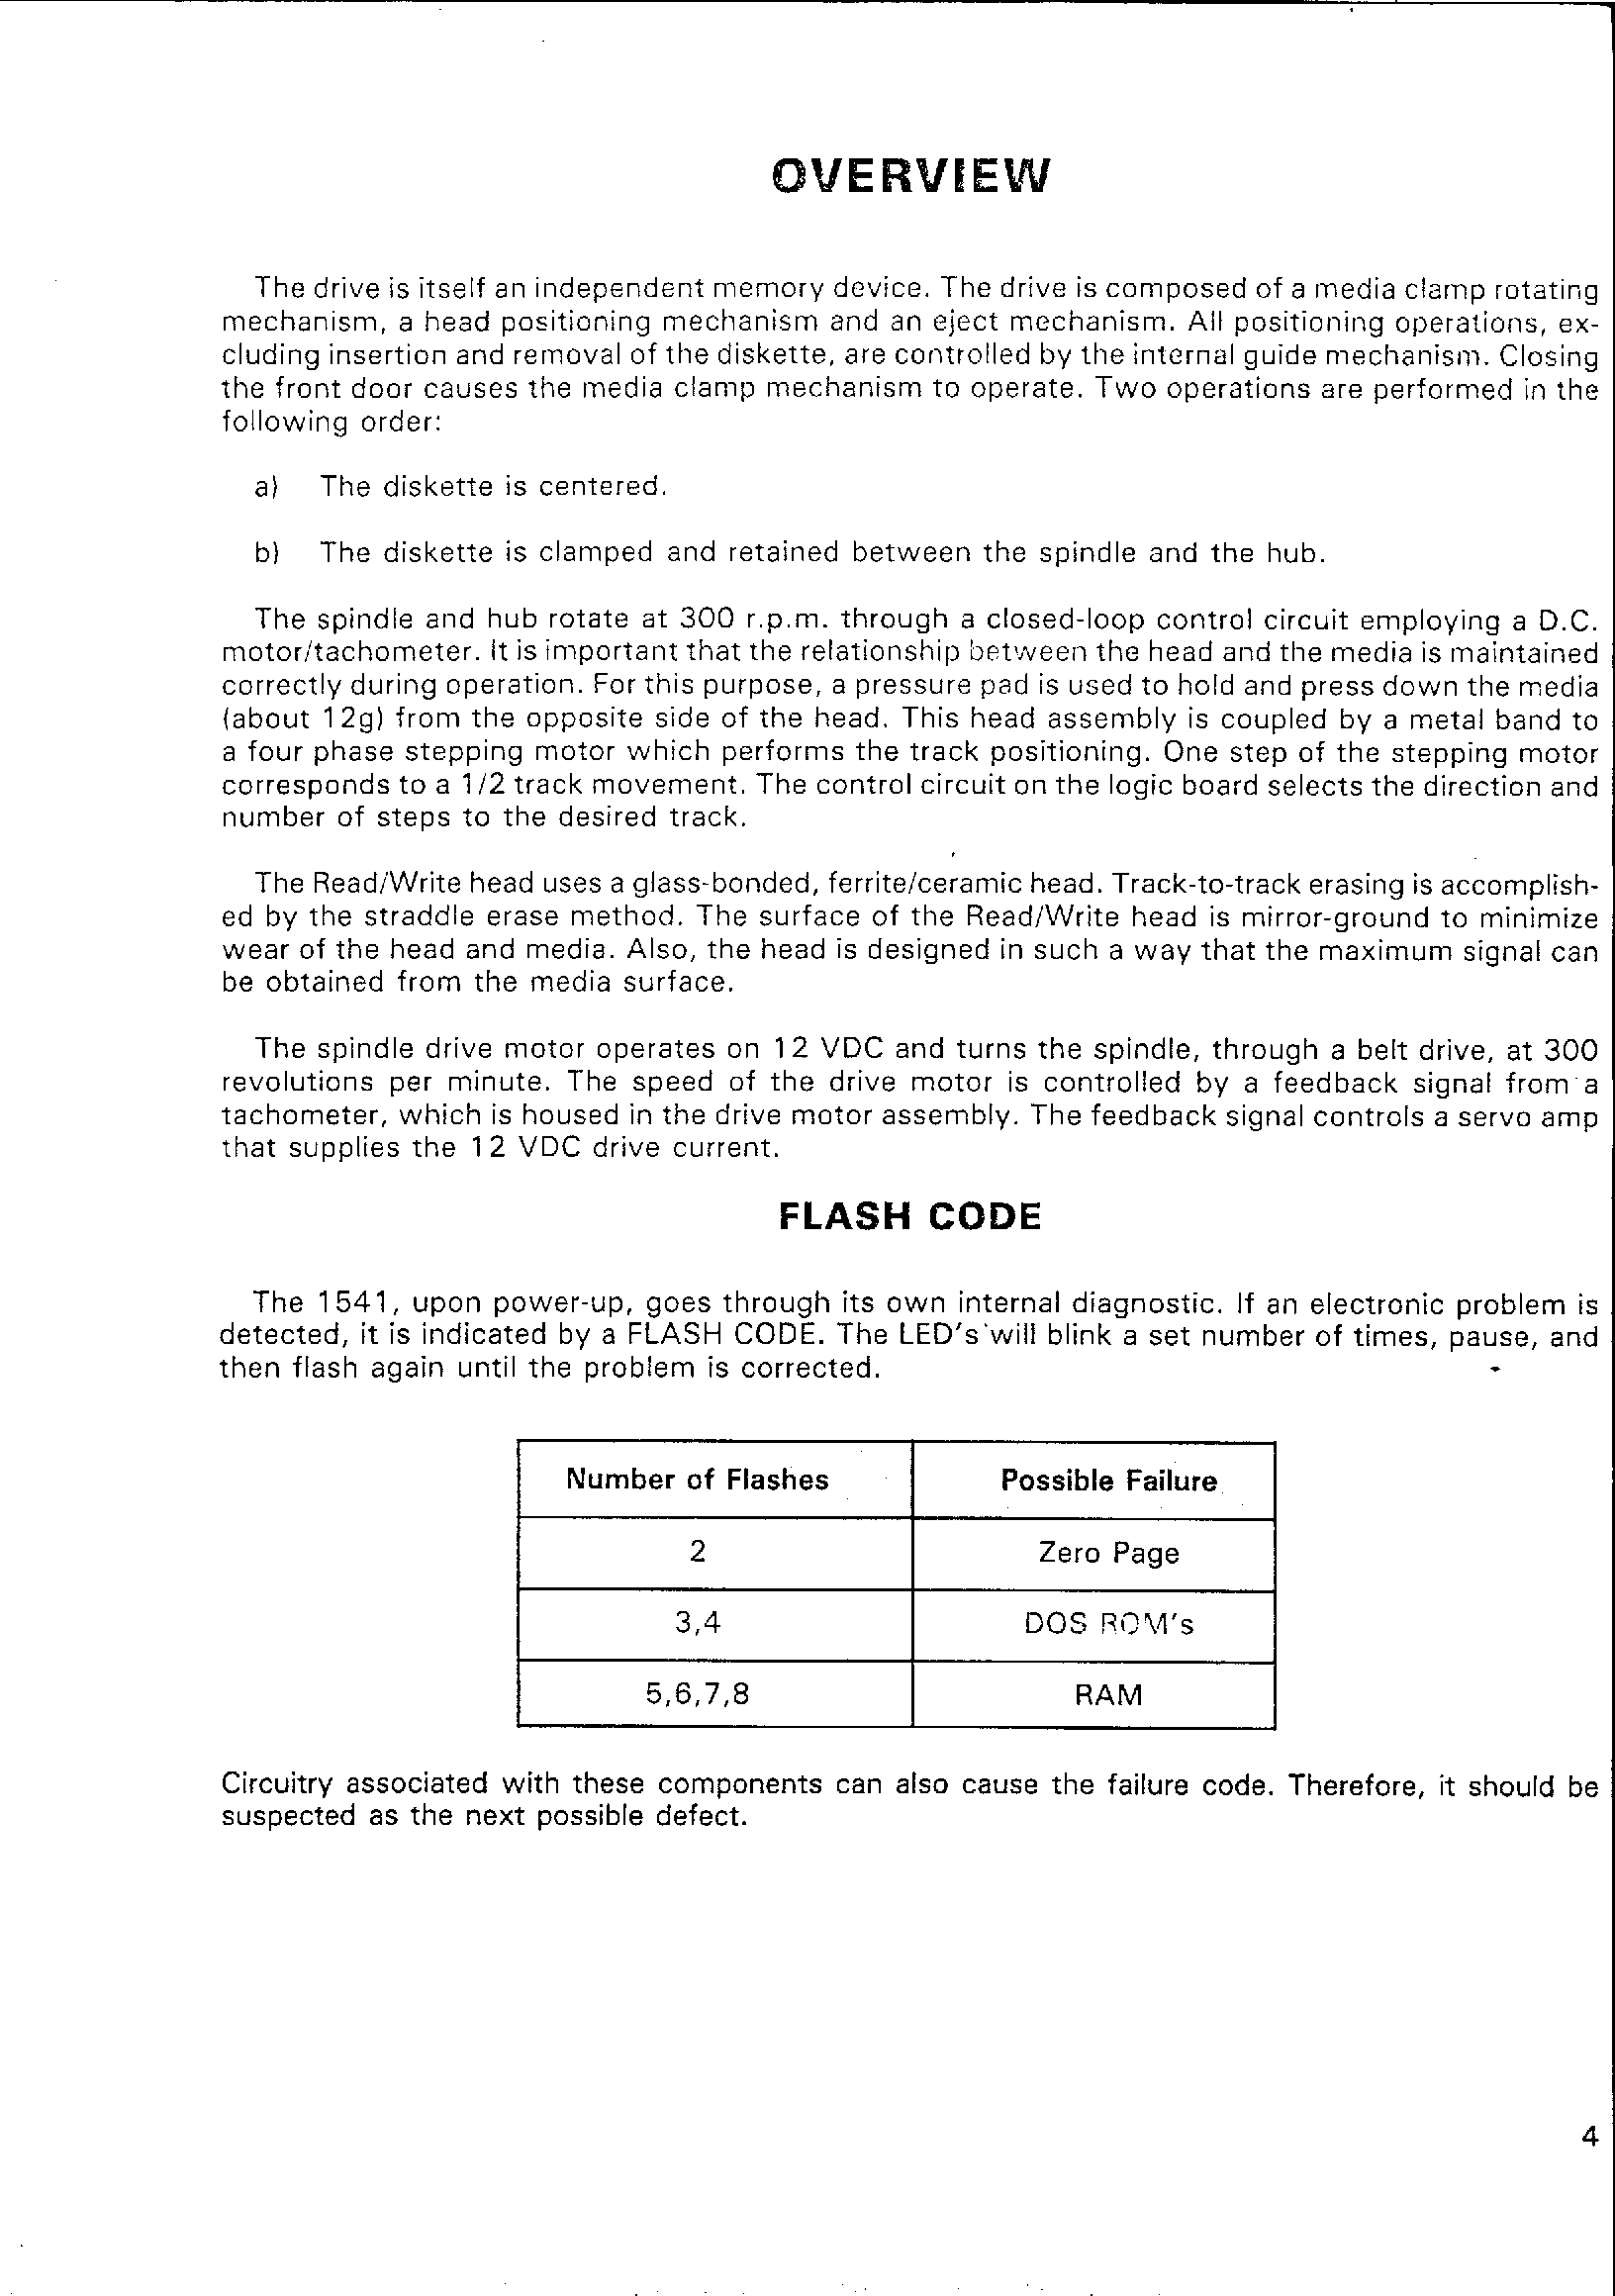 OVERVIEW
The drive is itself an independent memory device. The drive is composed of a media clamp rotating
mechanism, a head positioning mechanism and an eject mechanism. All positioning operations, ex-
cluding insertion and removal of the diskette, are controlled by the internal guide mechanism. Closing
the front door causes the media clamp mechanism to operate. Two operations are performed in the
following order:
a) The diskette is centered.
b) The diskette is clamped and retained between the spindle and the hub.
The spindle and hub rotate at 300 r.p.m. through a closed-loop control circuit employing a D.C.
motor/tachometer. It is important that the relationship between the head and the media is maintained
correctly during operation. For this purpose, a pressure pad is used to hold and press down the media
(about 12g) from the opposite side of the head. This head assembly is coupled by a metal band to
a four phase stepping motor which performs the track positioning. One step of the stepping motor
corresponds to a 1/2 track movement. The control circuit on the logic board selects the direction and
number of steps to the desired track.
The Read/Write head uses a glass-bonded, ferrite/ceramic head. Track-to-track erasing is accomplish-
ed by the straddle erase method. The surface of the Read/Write head is mirror-ground to minimize
wear of the head and media. Also, the head is designed in such a way that the maximum signal can
be obtained from the media surface.
The spindle drive motor operates on 12 VDC and turns the spindle, through a belt drive, at 300
revolutions per minute. The speed of the drive motor is controlled by a feedback signal from a
tachometer, which is housed in the drive motor assembly. The feedback signal controls a servo amp
that supplies the 12 VDC drive current.
FLASH CODE
The 1541, upon power-up, goes through its own internal diagnostic. If an electronic problem is
detected, it is indicated by a FLASH CODE. The LED's will blink a set number of times, pause, and
then flash again until the problem is corrected.
Number of Flashes Possible Failure
2 Zero Page
3,4 DOS ROM's
5,6,7,8 RAM
Circuitry associated with these components can also cause the failure code. Therefore, it should be
suspected as the next possible defect.
4